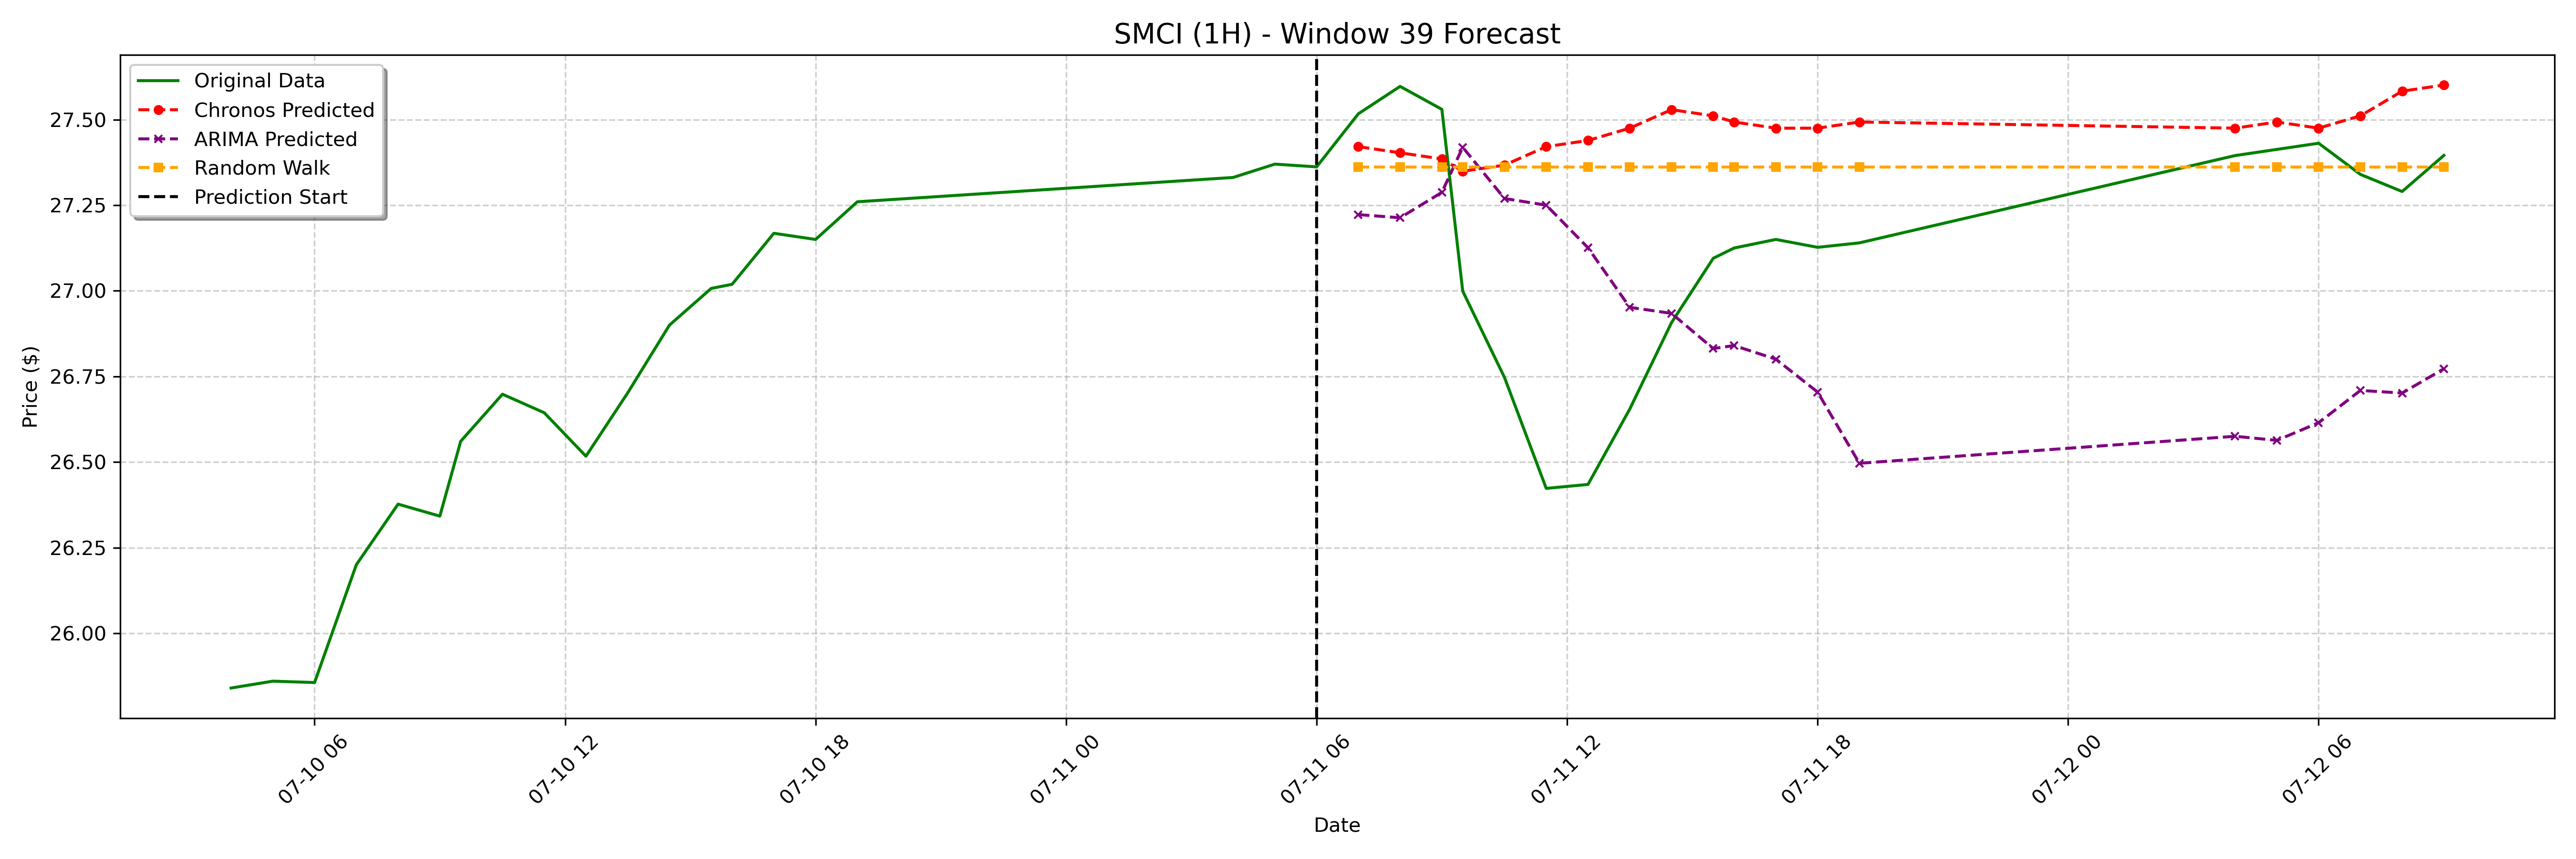 SMCI (1H) - Window 39 Forecast
Original Data
Chronos Predicted
ARIMA Predicted
Random Walk
Prediction Start
Price ($)
27.50
27.25
27.00
26.75
26.50
26.25
26.00
07-10 06
07-10 12
07-10 18
07-11 00
07-11 06
07-11 12
07-11 18
07-12 00
07-12 06
Date